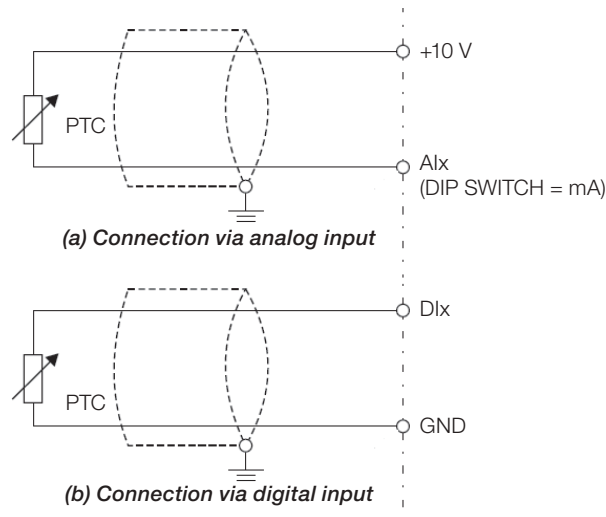 +10 V
PTC
AIx
(DIP SWITCH = mA)
(a) Connection via analog input
DIx
PTC
GND
(b) Connection via digital input